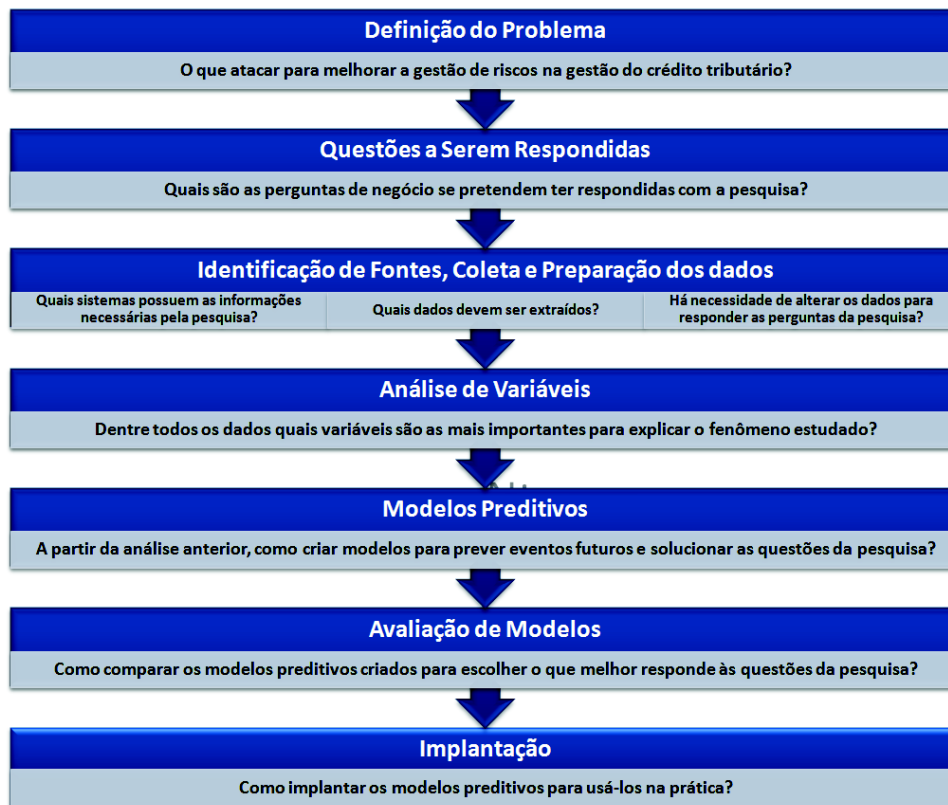 Definição do Problema
O que atacar para melhorar a gestão de riscos na gestão do crédito tributário?
Questões a Serem Respondidas
Quais são as perguntas de negócio se pretendem ter respondidas com a pesquisa?
Identificação de Fontes, Coleta e Preparação dos dados
Quais sistemas possuem as informações
necessárias pela pesquisa?
Quais dados devem ser extraídos?
Há necessidade de alterar os dados para
responder as perguntas da pesquisa?
Análise de Variáveis
Dentre todos os dados quais variáveis são as mais importantes para explicar o fenômeno estudado?
Modelos Preditivos
A partir da análise anterior, como criar modelos para prever eventos futuros e solucionar as questões da pesquisa?
Avaliação de Modelos
Como comparar os modelos preditivos criados para escolher o que melhor responde às questões da pesquisa?
Implantação
Como implantar os modelos preditivos para usá-los na prática?